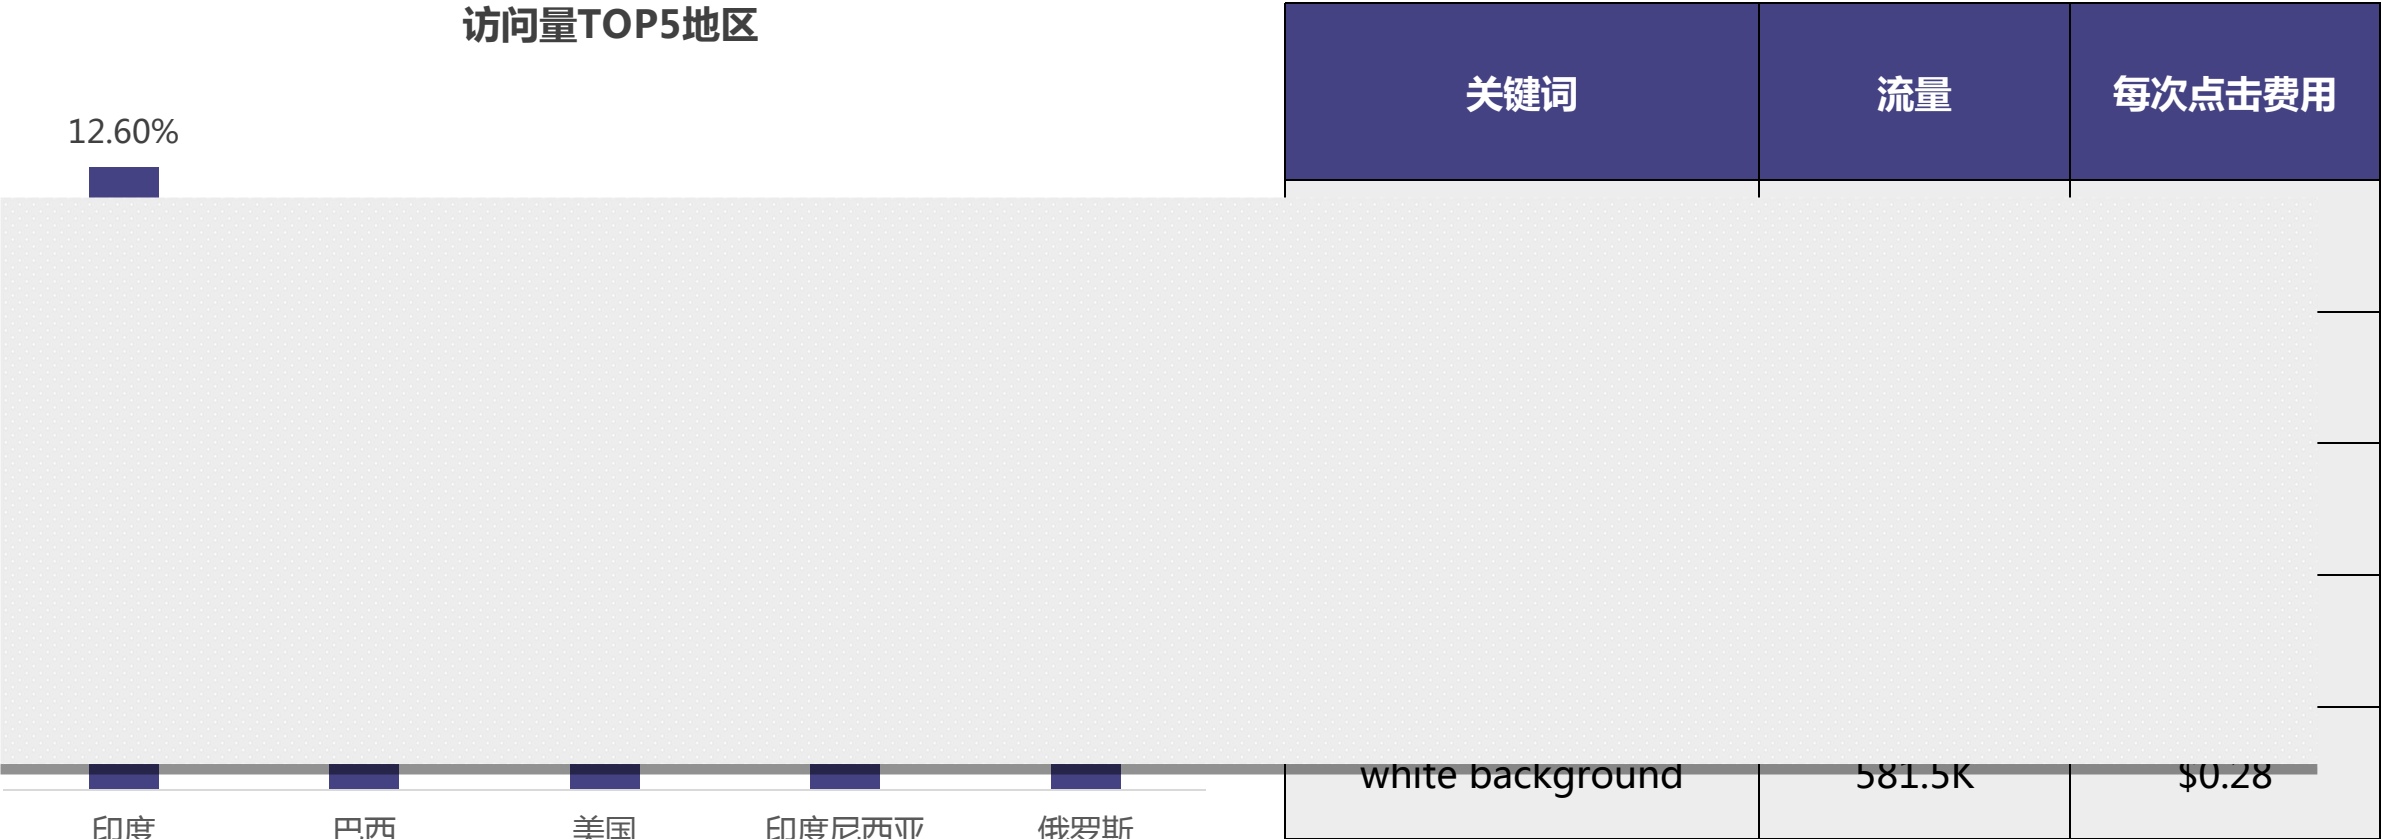 访问量TOP5地区
12.60%
印度 巴西 美国 印度尼西亚 俄罗斯
关键词 流量 每次点击费用
white background 581.5K $0.28